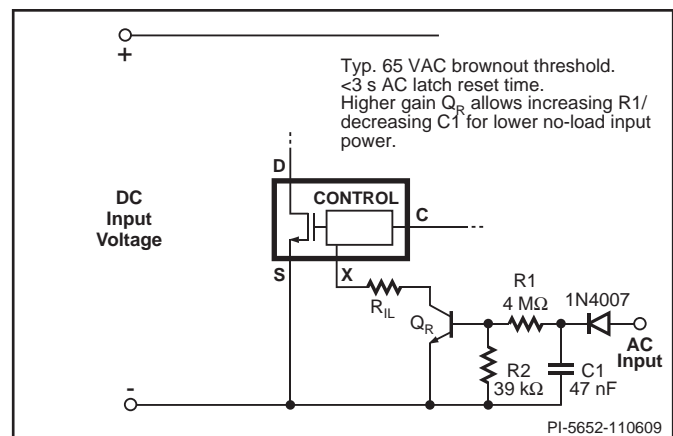 +
Typ. 65 VAC brownout threshold.
<3 s AC latch reset time.
Higher gain QR allows increasing R1/
decreasing C1 for lower no-load input
power.
D
DC
Input
Voltage
CONTROL
C
S
X
RIL
QR
R1
4 MΩ
1N4007
AC
Input
R2
39 kΩ
C1
47 nF
-
PI-5652-110609